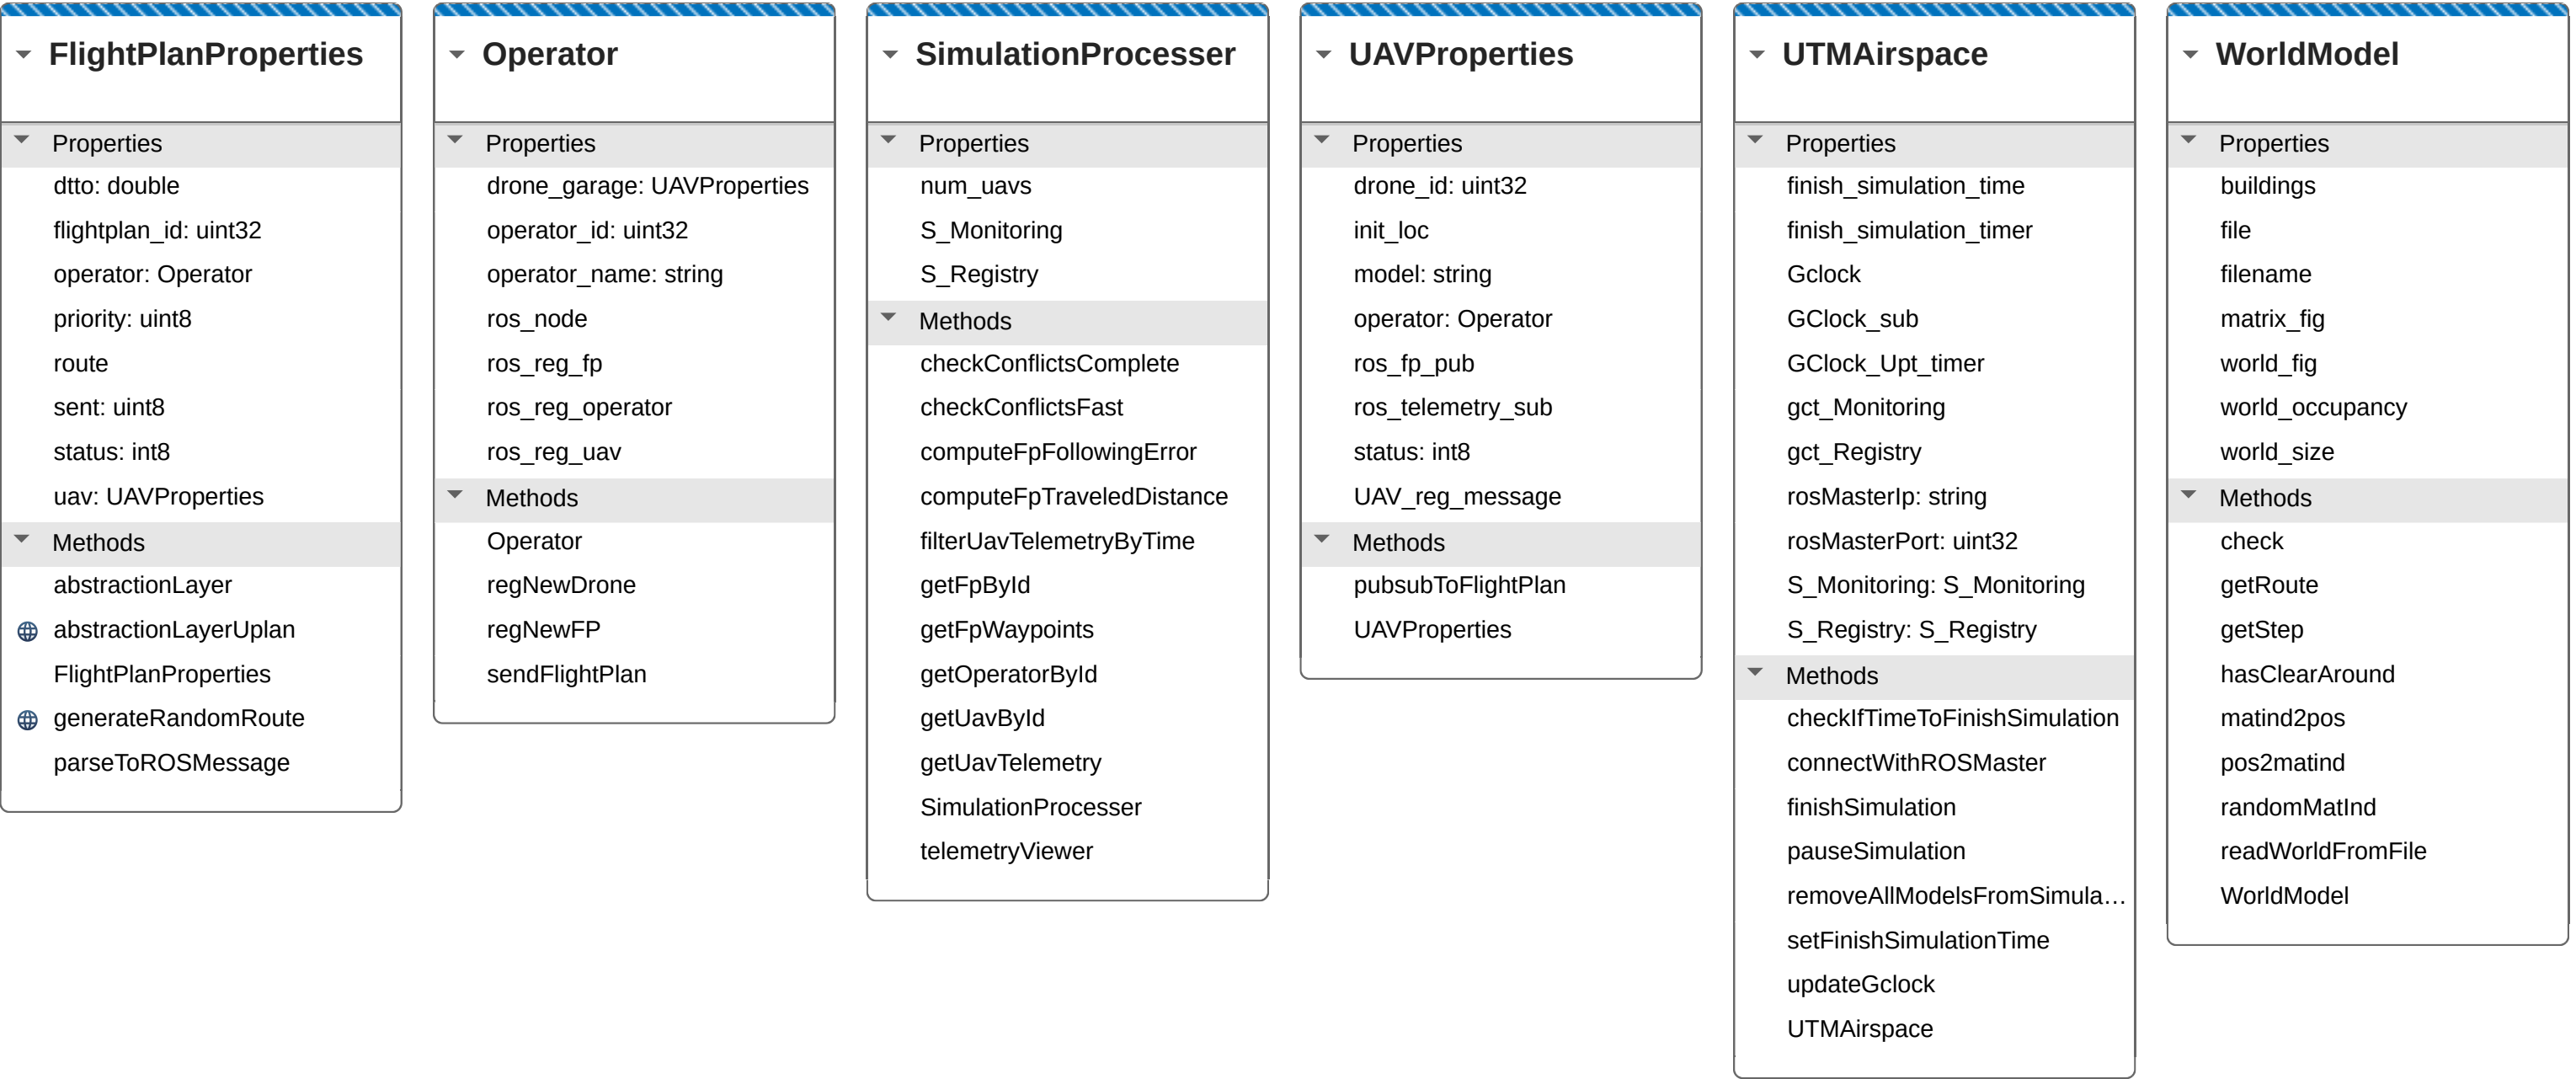 FlightPlanProperties
Properties
dtto: double
flightplan_id: uint32
operator: Operator
priority: uint8
route
sent: uint8
status: int8
uav: UAVProperties
Methods
abstractionLayer
abstractionLayerUplan
FlightPlanProperties
generateRandomRoute
parseToROSMessage
Operator
Properties
drone_garage: UAVProperties
operator_id: uint32
operator_name: string
ros_node
ros_reg_fp
ros_reg_operator
ros_reg_uav
Methods
Operator
regNewDrone
regNewFP
sendFlightPlan
SimulationProcesser
Properties
num_uavs
S_Monitoring
S_Registry
Methods
checkConflictsComplete
checkConflictsFast
computeFpFollowingError
computeFpTraveledDistance
filterUavTelemetryByTime
getFpById
getFpWaypoints
getOperatorById
getUavById
getUavTelemetry
SimulationProcesser
telemetryViewer
UAVProperties
Properties
drone_id: uint32
init_loc
model: string
operator: Operator
ros_fp_pub
ros_telemetry_sub
status: int8
UAV_reg_message
Methods
pubsubToFlightPlan
UAVProperties
UTMAirspace
Properties
finish_simulation_time
finish_simulation_timer
Gclock
GClock_sub
GClock_Upt_timer
gct_Monitoring
gct_Registry
rosMasterIp: string
rosMasterPort: uint32
S_Monitoring: S_Monitoring
S_Registry: S_Registry
Methods
checkIfTimeToFinishSimulation
connectWithROSMaster
finishSimulation
pauseSimulation
removeAllModelsFromSimula...
setFinishSimulationTime
updateGclock
UTMAirspace
WorldModel
Properties
buildings
file
filename
matrix_fig
world_fig
world_occupancy
world_size
Methods
check
getRoute
getStep
hasClearAround
matind2pos
pos2matind
randomMatInd
readWorldFromFile
WorldModel